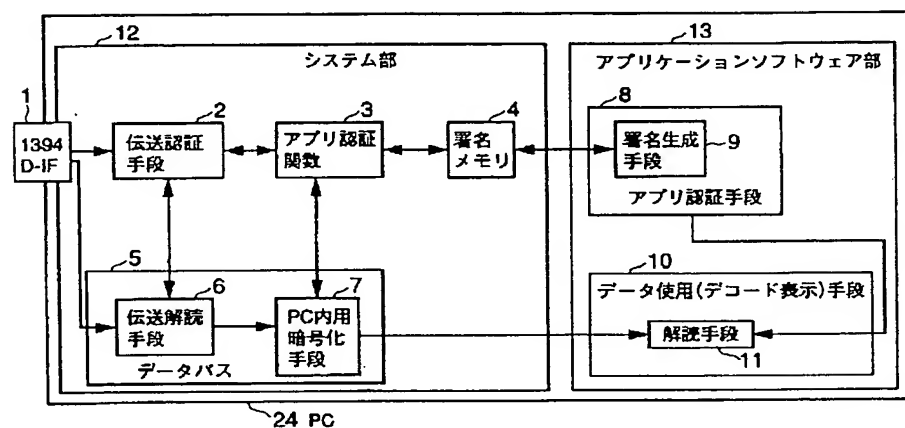 12
システム部
13
アプリケーションソフトウェア部
1
1394
D-IF
2
伝送認証
手段
3
アプリ認証
関数
4
署名
メモリ
8
署名生成
手段
9
アプリ認証手段
5
6
伝送解読
手段
7
PC内用
暗号化
手段
データバス
10
データ使用(デコード表示)手段
解読手段
11
24 PC